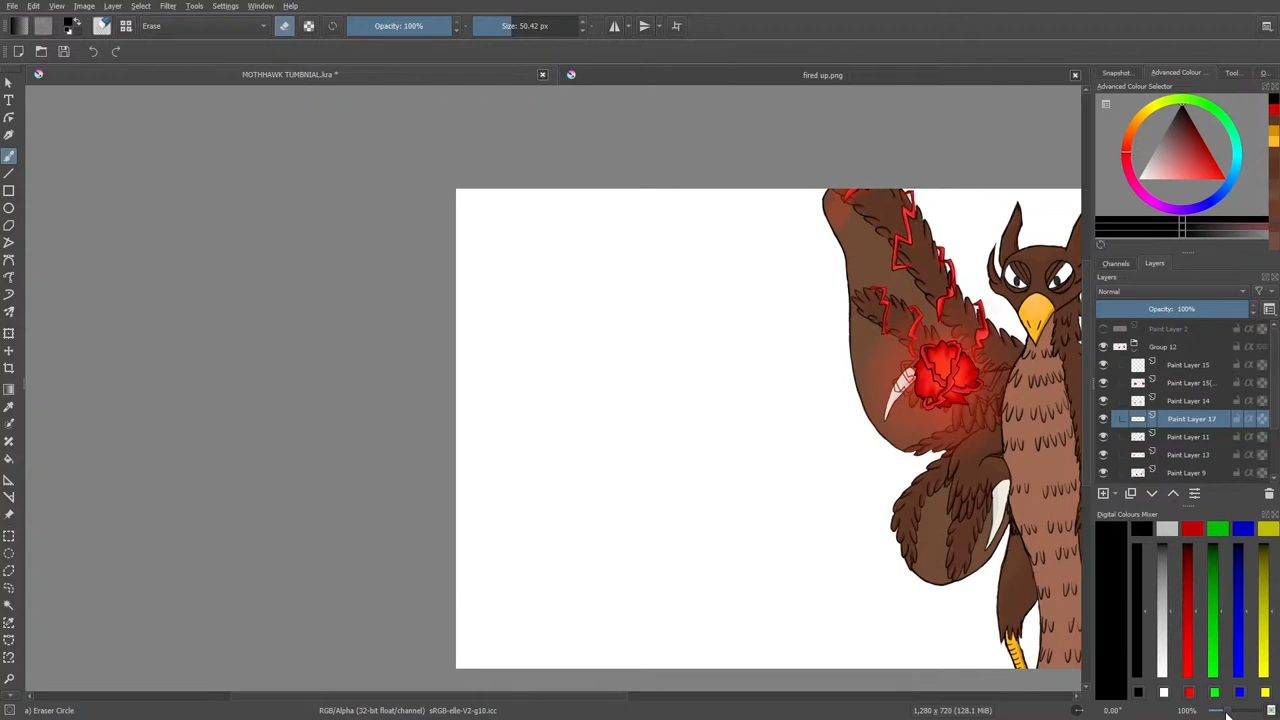 File Edit View Image Layer Select Filter Tools Settings Window Help
Erase Opacity: 100% Size: 50.42 px
MOTHHAWK TUMBNIAL.kra * fired up.png
Snapshot... Advanced Colour ... Tool... O...
Advanced Colour Selector
Channels Layers
Layers
Normal
Opacity: 100%
Paint Layer 2
Group 12
Paint Layer 15
Paint Layer 15(...
Paint Layer 14
Paint Layer 17
Paint Layer 11
Paint Layer 13
Paint Layer 9
Digital Colours Mixer
a) Eraser Circle RGB/Alpha (32-bit float/channel) sRGB-elle-V2-g10.icc 1,280 x 720 (128.1 MiB) 0.00° 100%